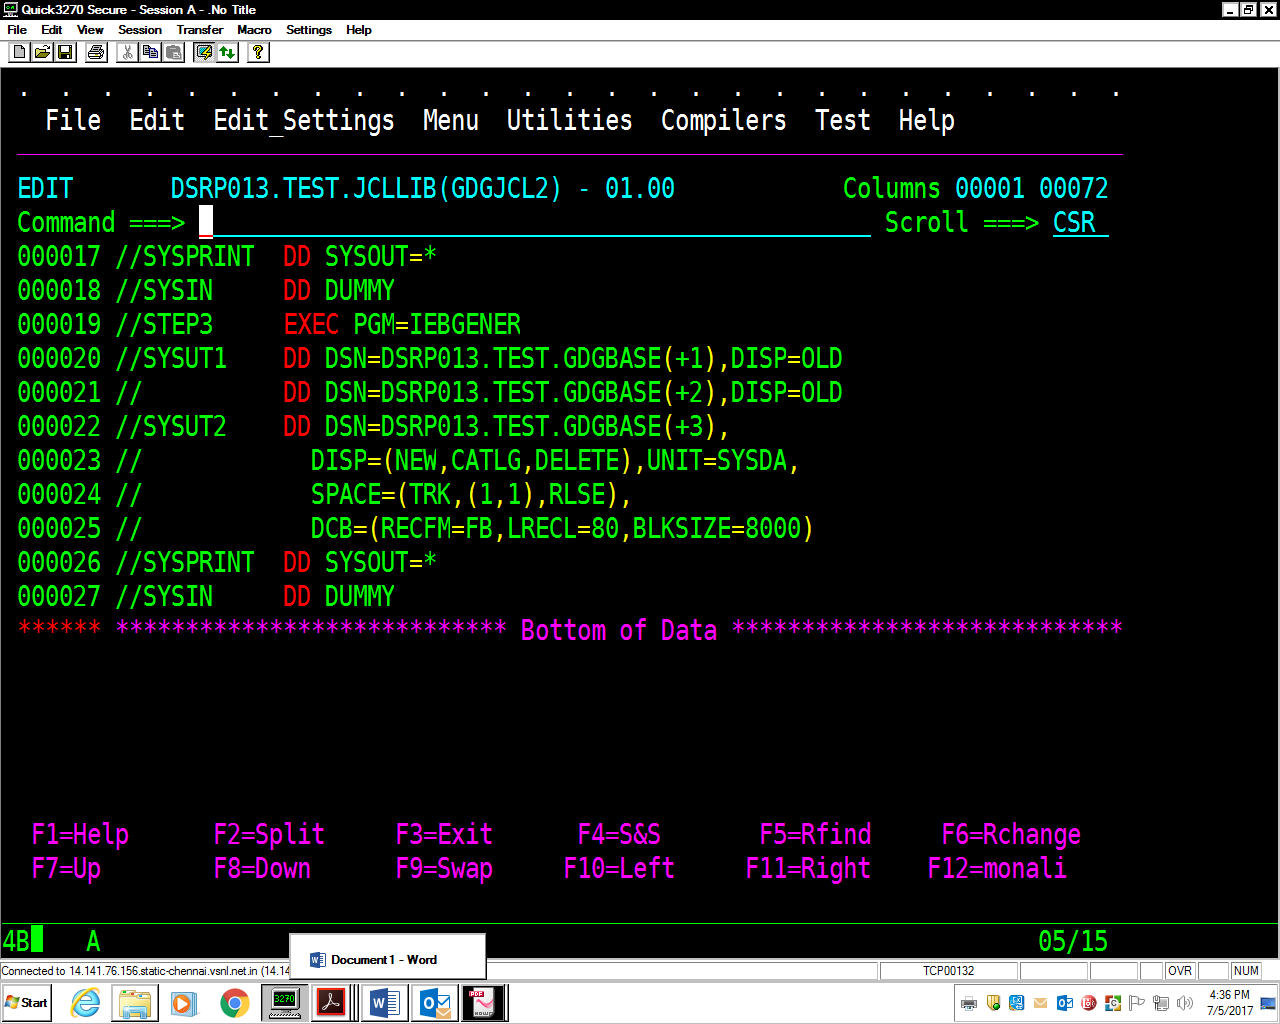 Quick3270 Secure - Session A - .No Title
File Edit View Session Transfer Macro Settings Help
. . . . . . . . . . . . . . . . . . . . . . . . . . .
File Edit Edit_Settings Menu Utilities Compilers Test Help
EDIT DSRP013.TEST.JCLLIB(GDGJCL2) - 01.00 Columns 00001 00072
Command ===> Scroll ===> CSR
000017 //SYSPRINT DD SYSOUT=*
000018 //SYSIN DD DUMMY
000019 //STEP3 EXEC PGM=IEBGENER
000020 //SYSUT1 DD DSN=DSRP013.TEST.GDGBASE(+1),DISP=OLD
000021 // DD DSN=DSRP013.TEST.GDGBASE(+2),DISP=OLD
000022 //SYSUT2 DD DSN=DSRP013.TEST.GDGBASE(+3),
000023 // DISP=(NEW,CATLG,DELETE),UNIT=SYSDA,
000024 // SPACE=(TRK,(1,1),RLSE),
000025 // DCB=(RECFM=FB,LRECL=80,BLKSIZE=8000)
000026 //SYSPRINT DD SYSOUT=*
000027 //SYSIN DD DUMMY
****** **************************** Bottom of Data ****************************
F1=Help F2=Split F3=Exit F4=S&S F5=Rfind F6=Rchange
F7=Up F8=Down F9=Swap F10=Left F11=Right F12=monali
4B A 05/15
Document1 - Word
Connected to 14.141.76.156.static-chennai.vsnl.net.in (14.14 TCP00132 OVR NUM
Start 3270 4:36 PM
7/5/2017